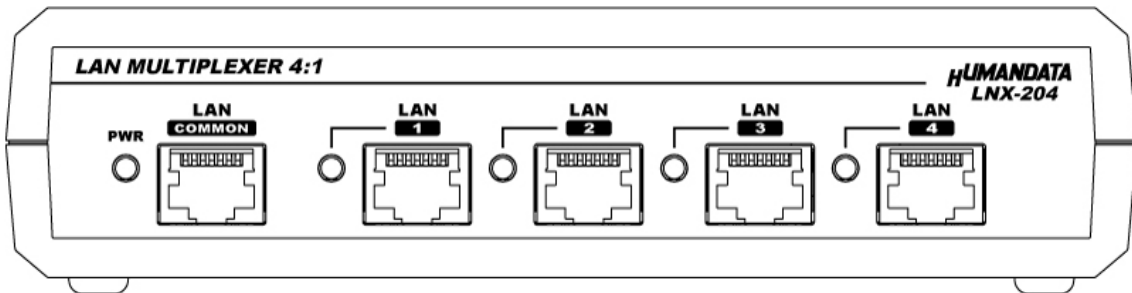 LAN MULTIPLEXER 4:1
HUMANDATA
LNX-204
PWR
LAN
COMMON
LAN
1
LAN
2
LAN
3
LAN
4